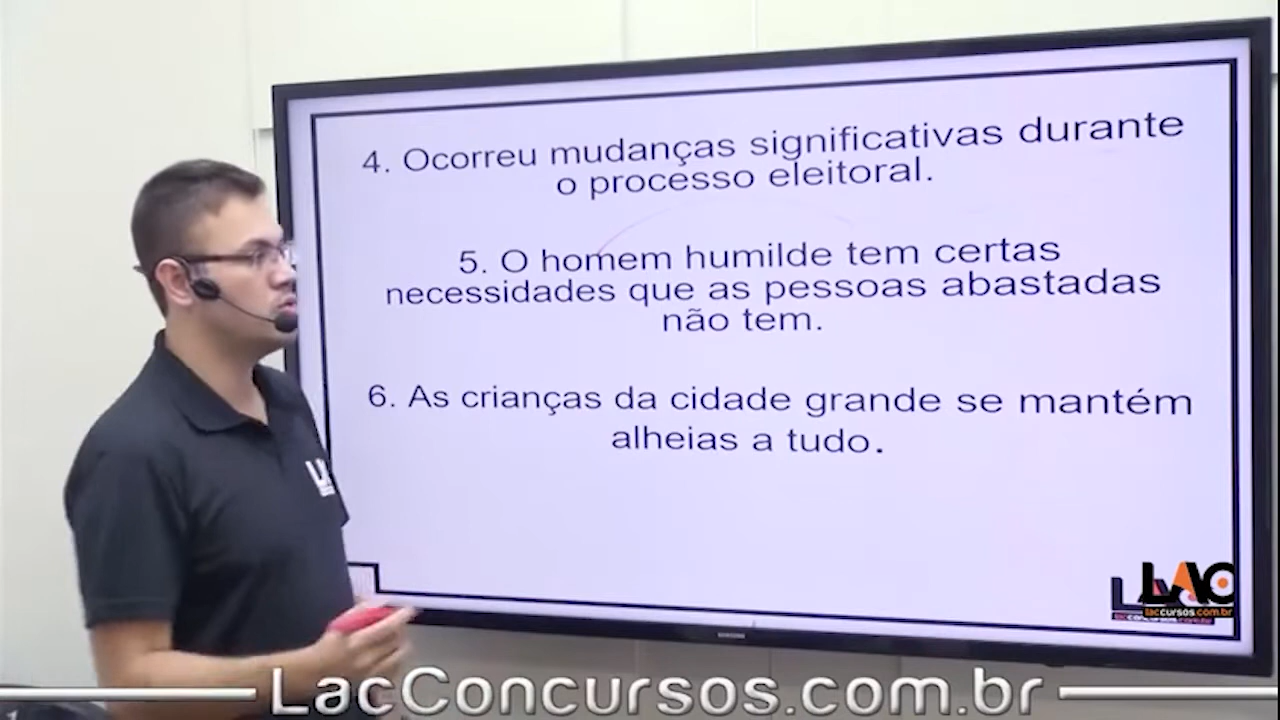 4. Ocorreu mudanças significativas durante
o processo eleitoral.
5. O homem humilde tem certas
necessidades que as pessoas abastadas
não tem.
6. As crianças da cidade grande se mantém
alheias a tudo.
LAC
laccursos.com.br
SAMSUNG
LacConcursos.com.br